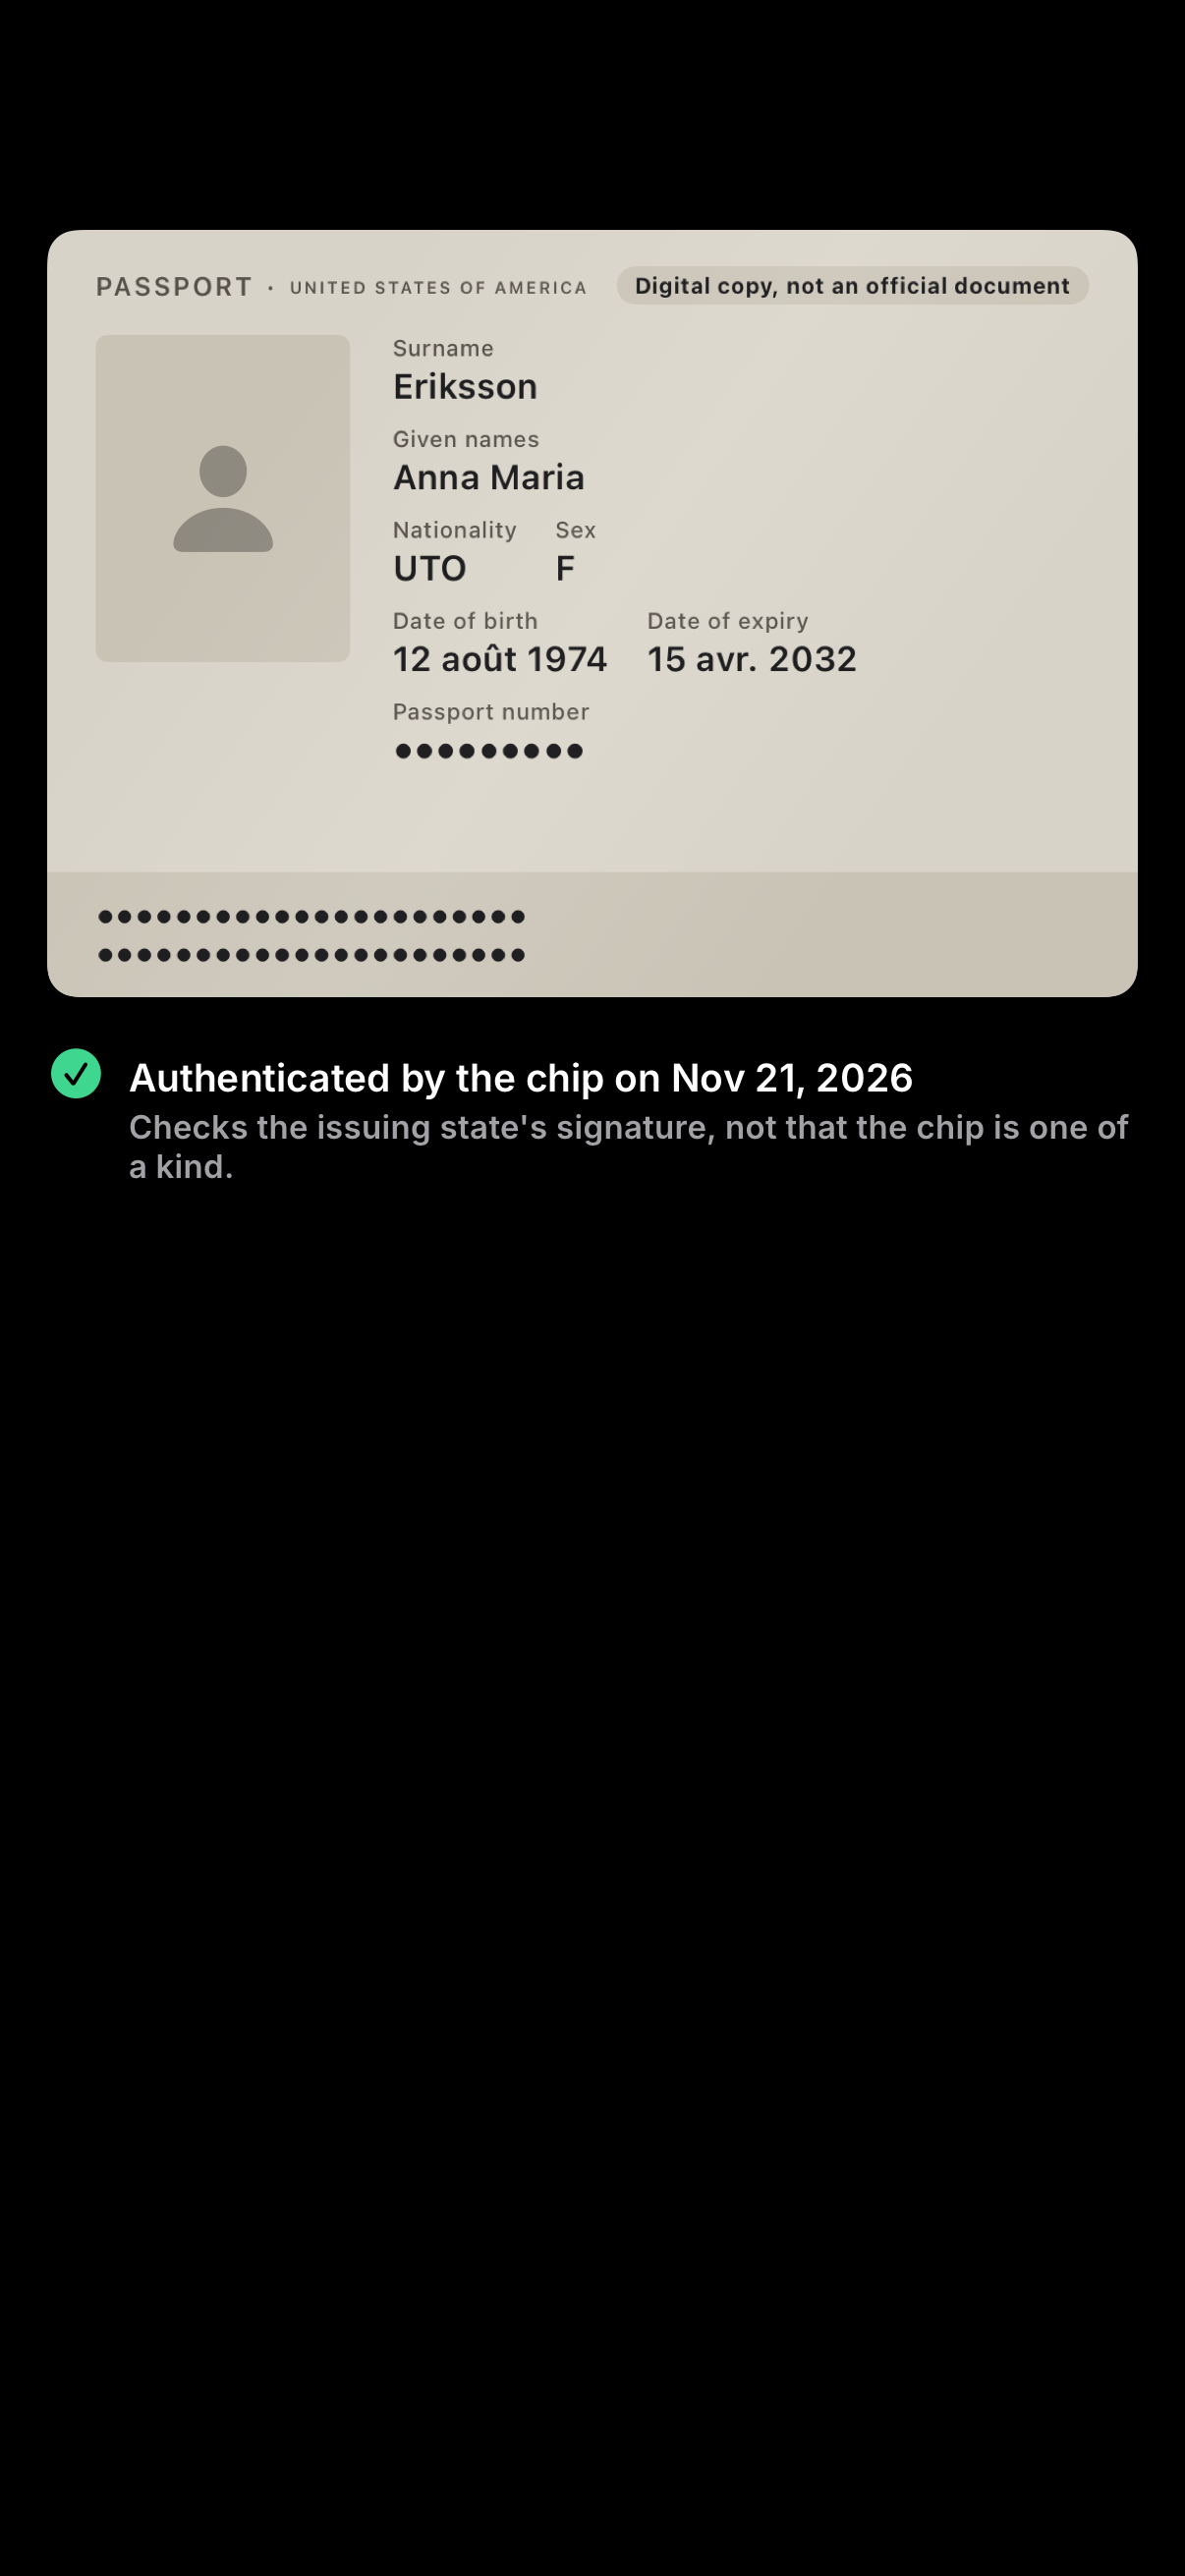 PASSPORT · UNITED STATES OF AMERICA
Digital copy, not an official document
Surname
Eriksson
Given names
Anna Maria
Nationality Sex
UTO F
Date of birth Date of expiry
12 août 1974 15 avr. 2032
Passport number
●●●●●●●●●
●●●●●●●●●●●●●●●●●●●●●●
●●●●●●●●●●●●●●●●●●●●●●
Authenticated by the chip on Nov 21, 2026
Checks the issuing state's signature, not that the chip is one of
a kind.